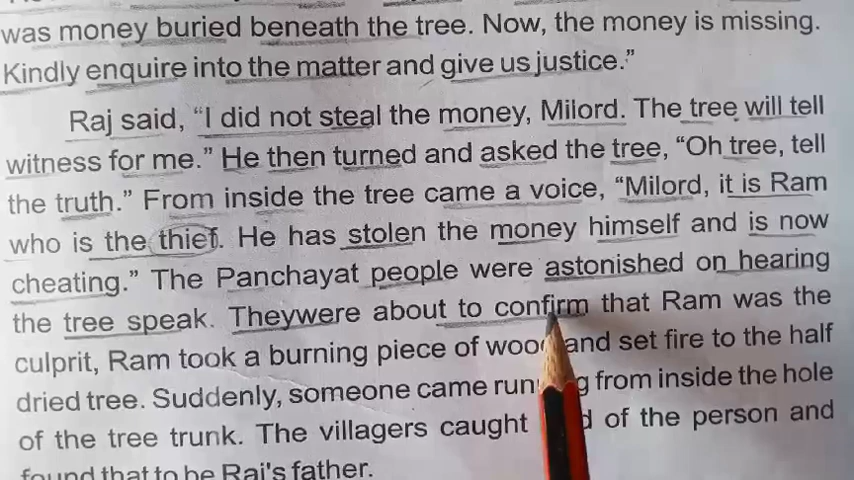 was money buried beneath the tree. Now, the money is missing.
Kindly enquire into the matter and give us justice."
Raj said, "I did not steal the money, Milord. The tree will tell
witness for me." He then turned and asked the tree, "Oh tree, tell
the truth." From inside the tree came a voice, "Milord, it is Ram
who is the thief. He has stolen the money himself and is now
cheating." The Panchayat people were astonished on hearing
the tree speak. Theywere about to confirm that Ram was the
culprit, Ram took a burning piece of and set fire to the half
dried tree. Suddenly, someone came from inside the hole
of the tree trunk. The villagers caught of the person and
found that to be Raj's father.